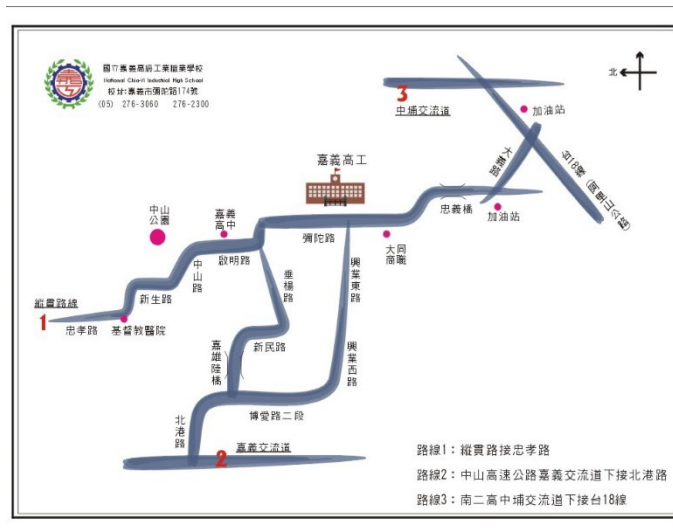 國立嘉義高級工業職業學校
National Chia-Yi Industrial High School
校址:嘉義市彌陀路174號
(05) 276-3060 276-2300
北
3
中埔交流道
加油站
台18線 (阿里山公路)
大義路
嘉義高工
忠義橋
加油站
中山
公園
嘉義
高中
彌陀路
大同
商職
啟明路
中山路
垂楊路
興業東路
新生路
縱貫路線
1
忠孝路
基督教醫院
新民路
嘉雄陸橋
興業西路
博愛路二段
北港路
嘉義交流道
2
路線1:縱貫路接忠孝路
路線2:中山高速公路嘉義交流道下接北港路
路線3:南二高中埔交流道下接台18線